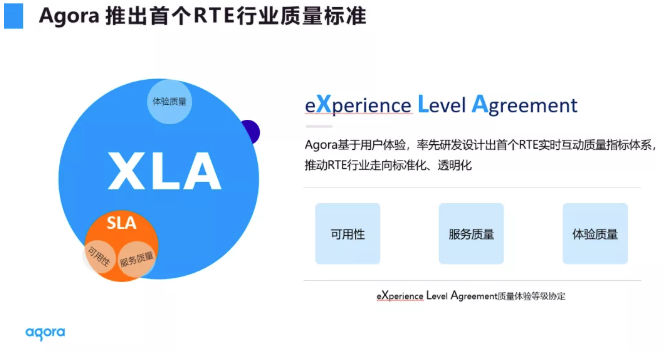 Agora 推出首个RTE行业质量标准
体验质量
XLA
SLA
可用性
服务质量
eXperience Level Agreement
Agora基于用户体验，率先研发设计出首个RTE实时互动质量指标体系，
推动RTE行业走向标准化、透明化
可用性
服务质量
体验质量
eXperience Level Agreement质量体验等级协定
agora